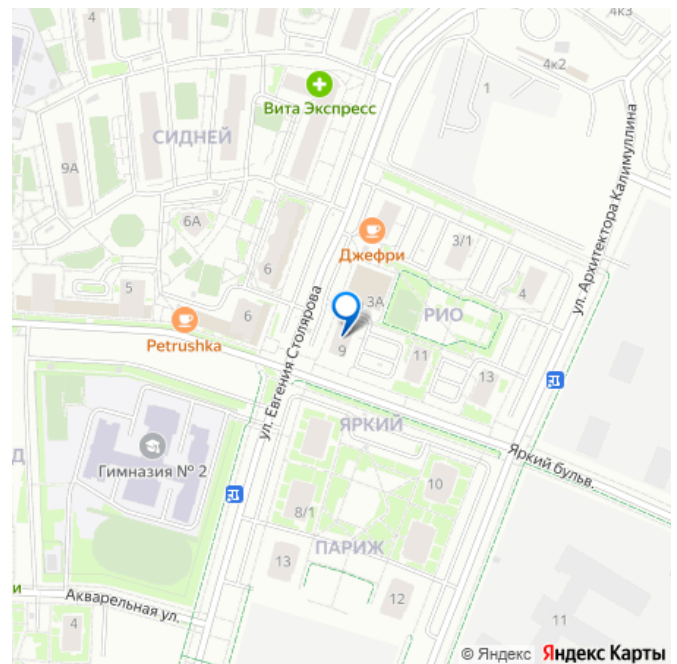 4
4к3
4к2
1
Вита Экспресс
СИДНЕЙ
9А
ул. Архитектора Калимуллина
6А
Джефри
3/1
6
5
4
3А
РИО
6
Petrushka
ул. Евгения Столярова
9
11
13
ЯРКИЙ
Яркий бульв.
Д
Гимназия № 2
10
8/1
ПАРИЖ
13
12
и
Акварельная ул.
4
11
© Яндекс Яндекс Карты